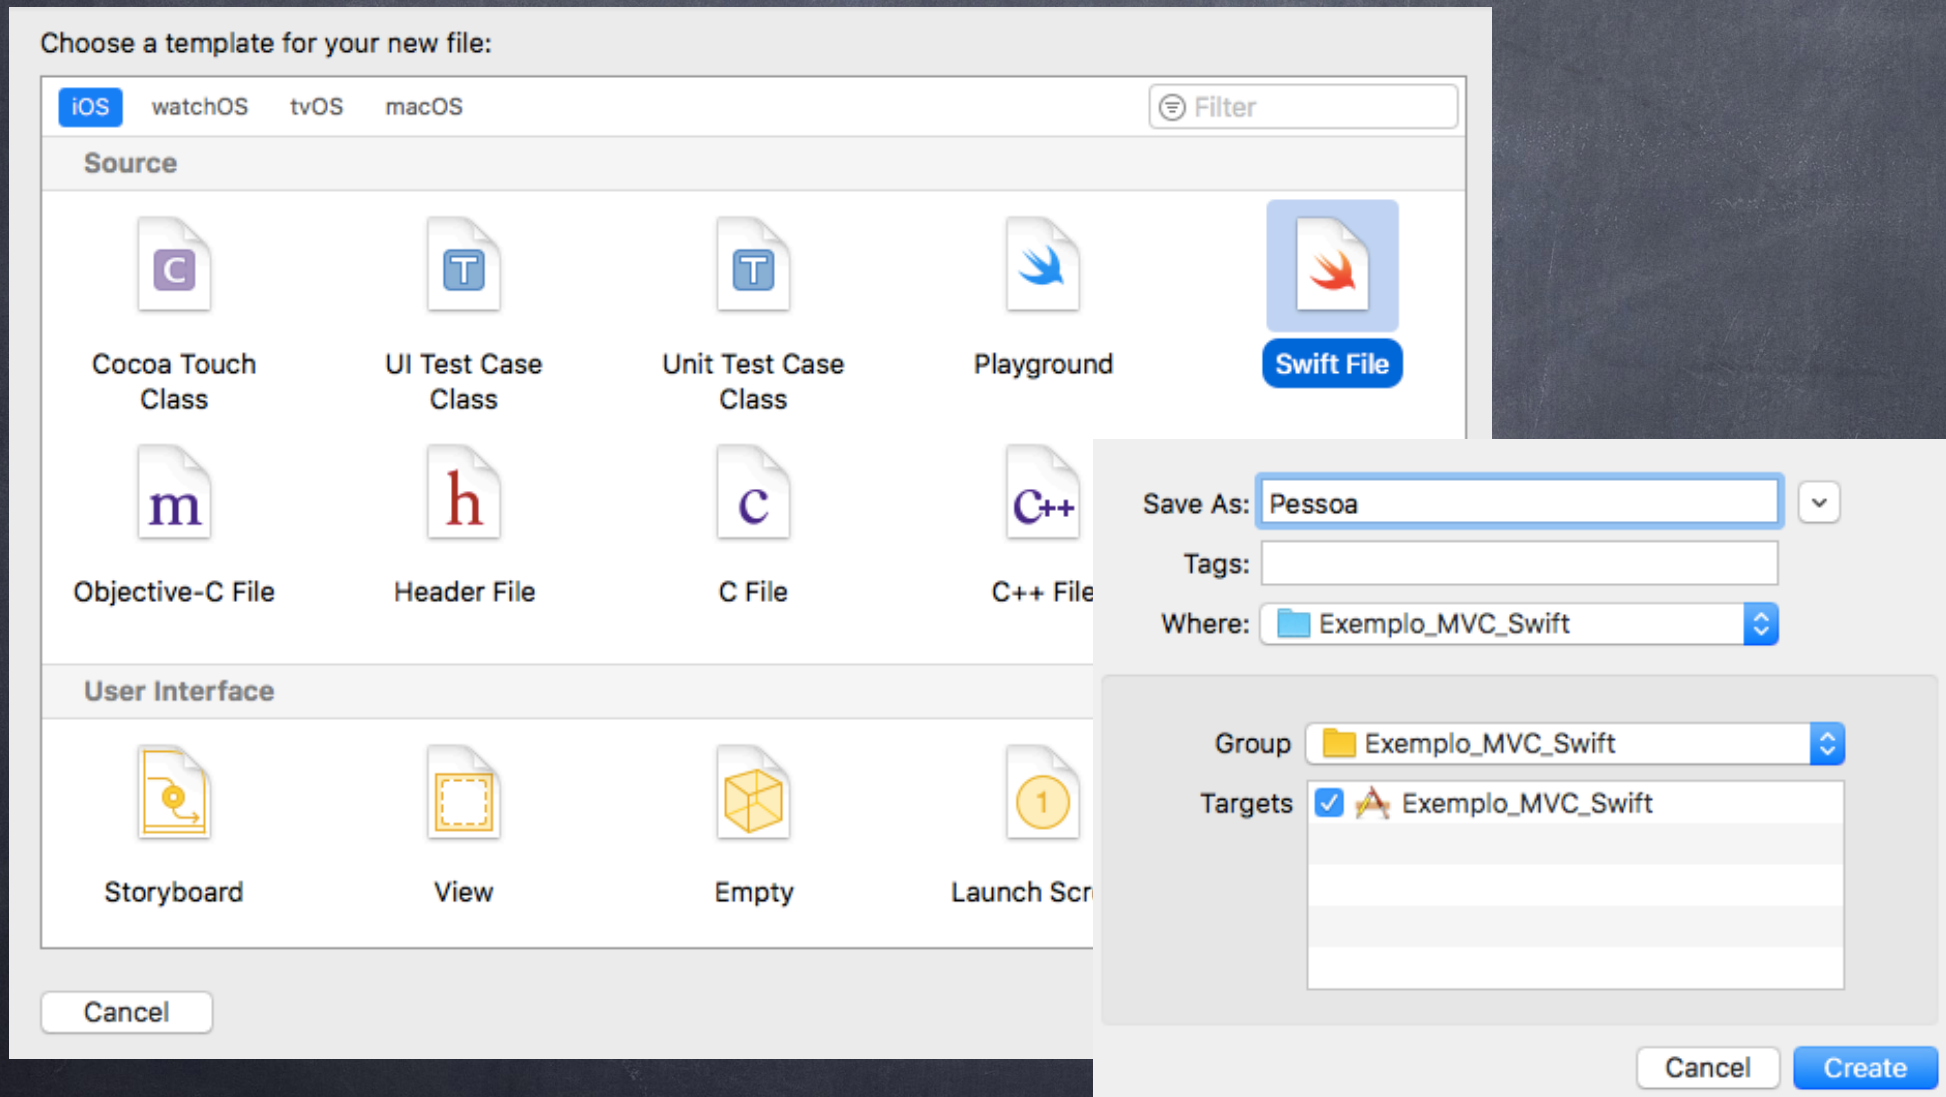 Choose a template for your new file:
iOS watchOS tvOS macOS Filter
Source
C T T
Cocoa Touch Class
UI Test Case Class
Unit Test Case Class
Playground
Swift File
m h c C++
Objective-C File
Header File
C File
C++ File
User Interface
1
Storyboard
View
Empty
Launch Scr
Cancel
Save As: Pessoa
Tags:
Where: Exemplo_MVC_Swift
Group Exemplo_MVC_Swift
Targets Exemplo_MVC_Swift
Cancel Create